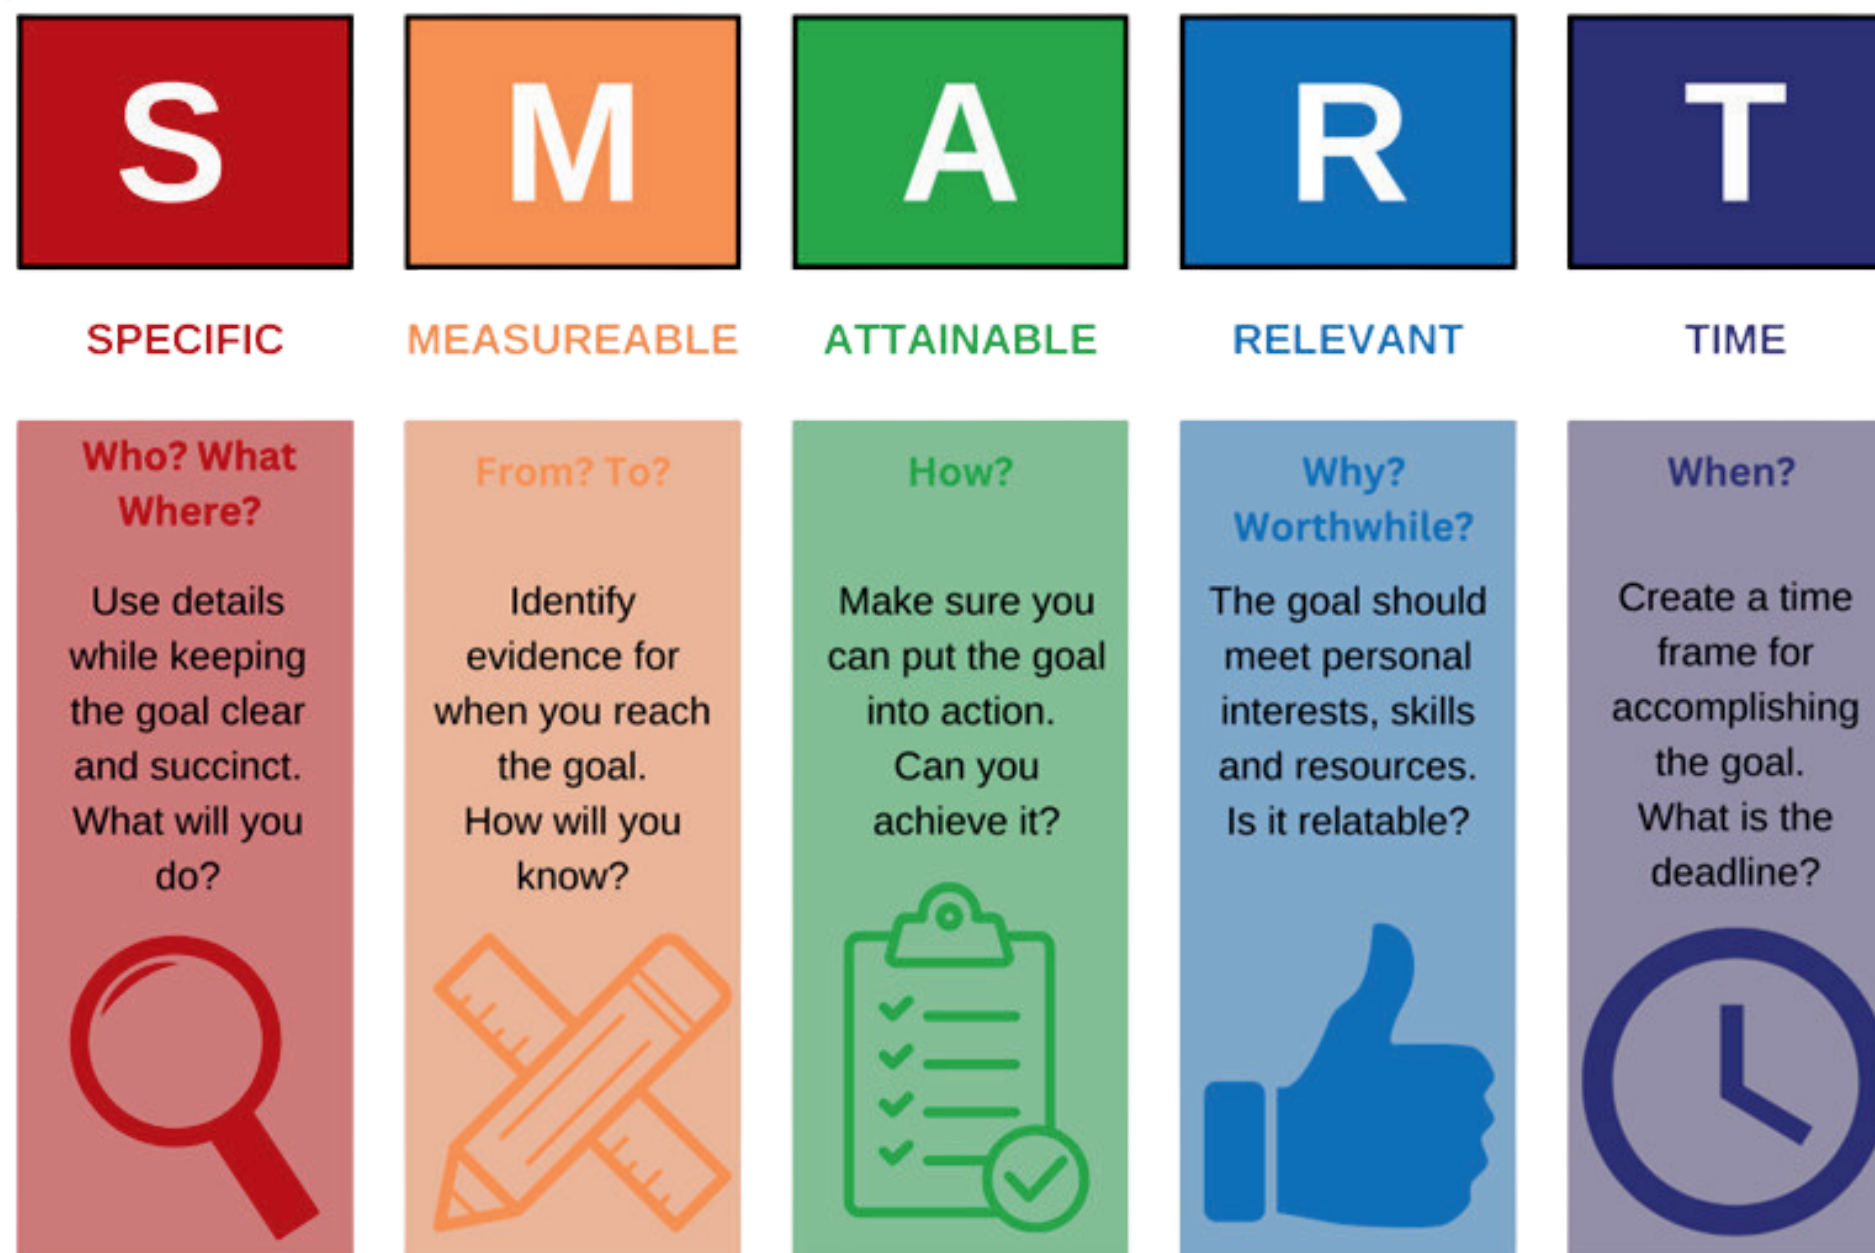 S
M
A
R
T
SPECIFIC
MEASUREABLE
ATTAINABLE
RELEVANT
TIME
Who? What
Where?
Use details
while keeping
the goal clear
and succinct.
What will you
do?
From? To?
Identify
evidence for
when you reach
the goal.
How will you
know?
How?
Make sure you
can put the goal
into action.
Can you
achieve it?
Why?
Worthwhile?
The goal should
meet personal
interests, skills
and resources.
Is it relatable?
When?
Create a time
frame for
accomplishing
the goal.
What is the
deadline?